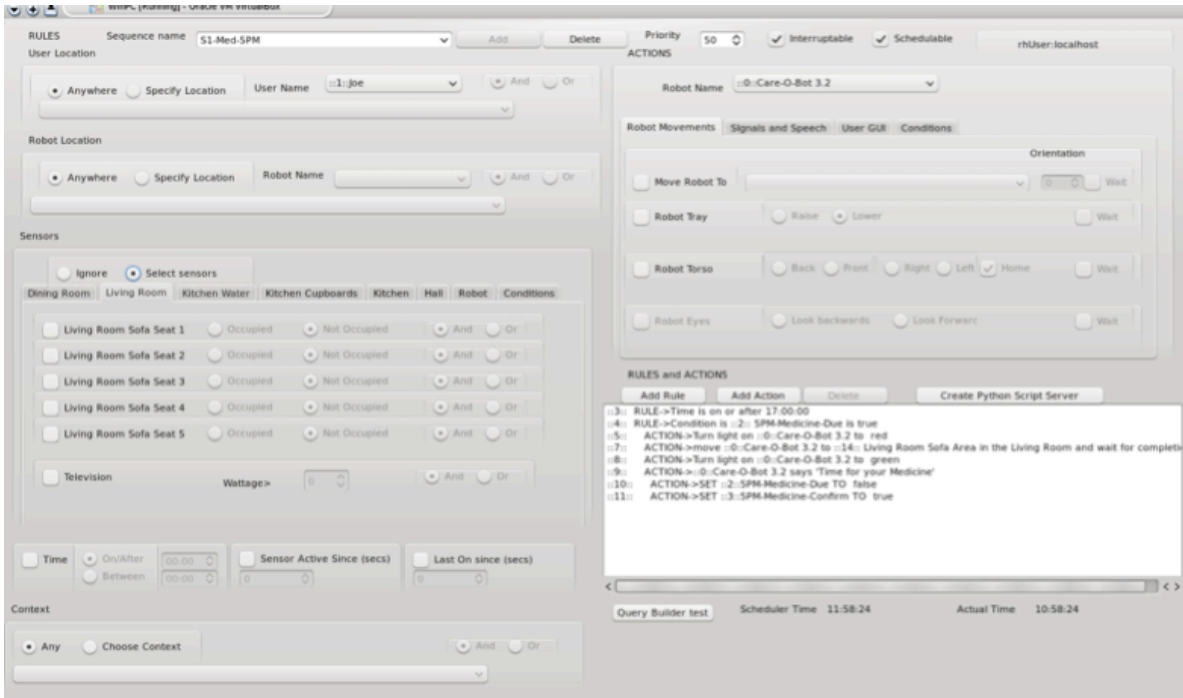 WinPC [Running] - Oracle VM VirtualBox
RULES
Sequence name
S1-Med-5PM
Add
Delete
User Location
Anywhere
Specify Location
User Name
::1::Joe
And
Or
Robot Location
Anywhere
Specify Location
Robot Name
And
Or
Sensors
Ignore
Select sensors
Dining Room
Living Room
Kitchen Water
Kitchen Cupboards
Kitchen
Hall
Robot
Conditions
Living Room Sofa Seat 1 Occupied Not Occupied And Or
Living Room Sofa Seat 2 Occupied Not Occupied And Or
Living Room Sofa Seat 3 Occupied Not Occupied And Or
Living Room Sofa Seat 4 Occupied Not Occupied And Or
Living Room Sofa Seat 5 Occupied Not Occupied And Or
Television Wattage> 0 And Or
Time
On/After 00:00
Between 00:00
Sensor Active Since (secs)
0
Last On since (secs)
0
Context
Any
Choose Context
And
Or
Priority 50
Interruptable
Schedulable
rhUser:localhost
ACTIONS
Robot Name
::0::Care-O-Bot 3.2
Robot Movements
Signals and Speech
User GUI
Conditions
Orientation
Move Robot To 0 Wait
Robot Tray Raise Lower Wait
Robot Torso Back Front Right Left Home Wait
Robot Eyes Look backwards Look Forwarc Wait
RULES and ACTIONS
Add Rule
Add Action
Delete
Create Python Script Server
::3:: RULE->Time is on or after 17:00:00
::4:: RULE->Condition is ::2:: 5PM-Medicine-Due is true
::5:: ACTION->Turn light on ::0::Care-O-Bot 3.2 to red
::7:: ACTION->move ::0::Care-O-Bot 3.2 to ::14:: Living Room Sofa Area in the Living Room and wait for completi
::8:: ACTION->Turn light on ::0::Care-O-Bot 3.2 to green
::9:: ACTION->::0::Care-O-Bot 3.2 says 'Time for your Medicine'
::10:: ACTION->SET ::2::5PM-Medicine-Due TO false
::11:: ACTION->SET ::3::5PM-Medicine-Confirm TO true
Query Builder test
Scheduler Time 11:58:24
Actual Time 10:58:24